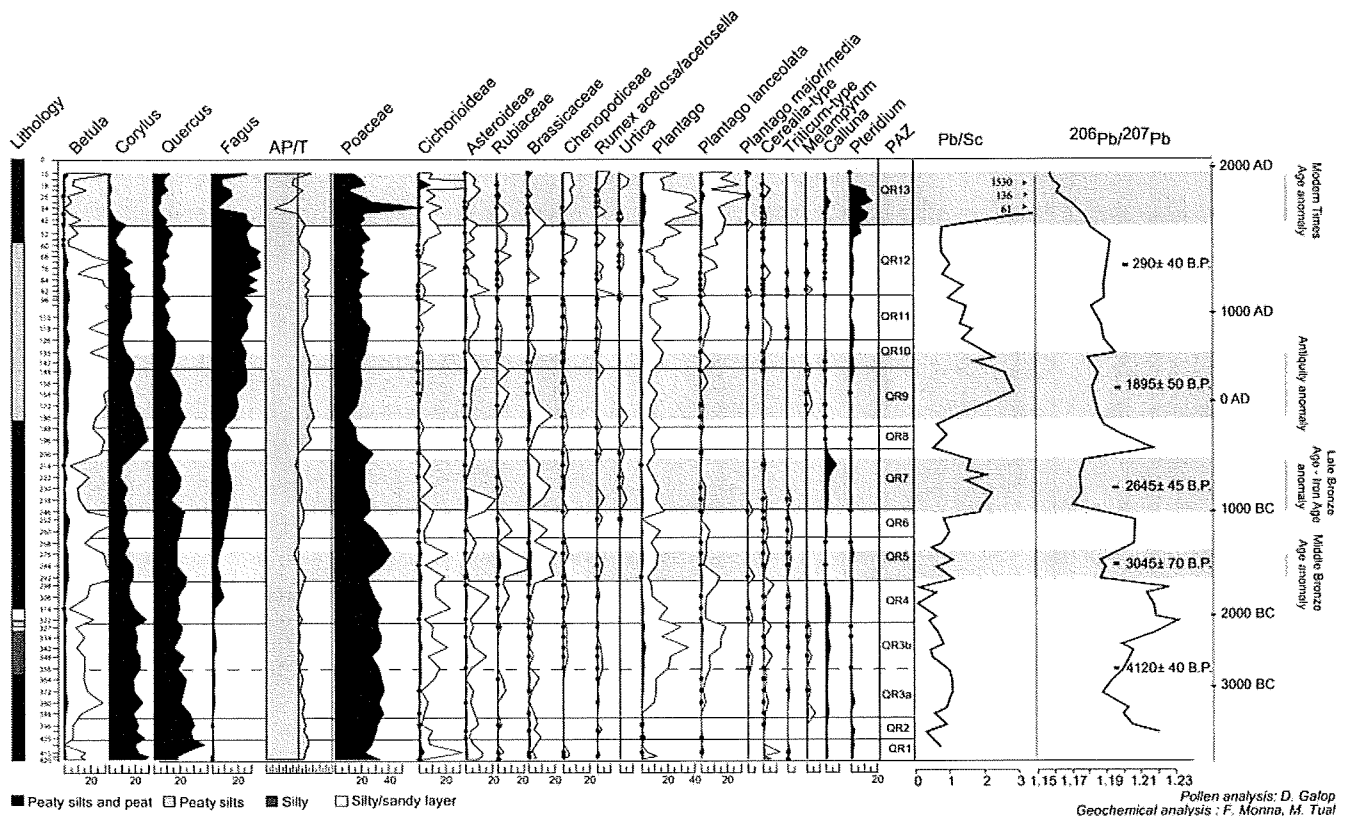 Lithology
Betula
Corylus
Quercus
Fagus
AP/T
Poaceae
Cichorioideae
Asteroideae
Rubiaceae
Brassicaceae
Chenopodiceae
Rumex acetosa/acetosella
Urtica
Plantago
Plantago lanceolata
Plantago major/media
Cerealia-type
Triticum-type
Melampyrum
Calluna
Pteridium
PAZ
Pb/Sc
206Pb/207Pb
2000 AD
1000 AD
0 AD
1000 BC
2000 BC
3000 BC
Modern Times
Age anomaly
Antiquity anomaly
Late Bronze
Age - Iron Age
anomaly
Middle Bronze
Age anomaly
QR13
QR12
QR11
QR10
QR9
QR8
QR7
QR6
QR5
QR4
QR3b
QR3a
QR2
QR1
1530
136
61
290± 40 B.P.
1895± 50 B.P.
2645± 45 B.P.
3045± 70 B.P.
4120± 40 B.P.
20 20 20 20 20 40 20 20 20 20 20 20 20 40 20 20 20
0 1 2 3
1,15 1,17 1,19 1,21 1,23
Peaty silts and peat Peaty silts Silty Silty/sandy layer
Pollen analysis: D. Galop
Geochemical analysis : F. Monna, M. Tual